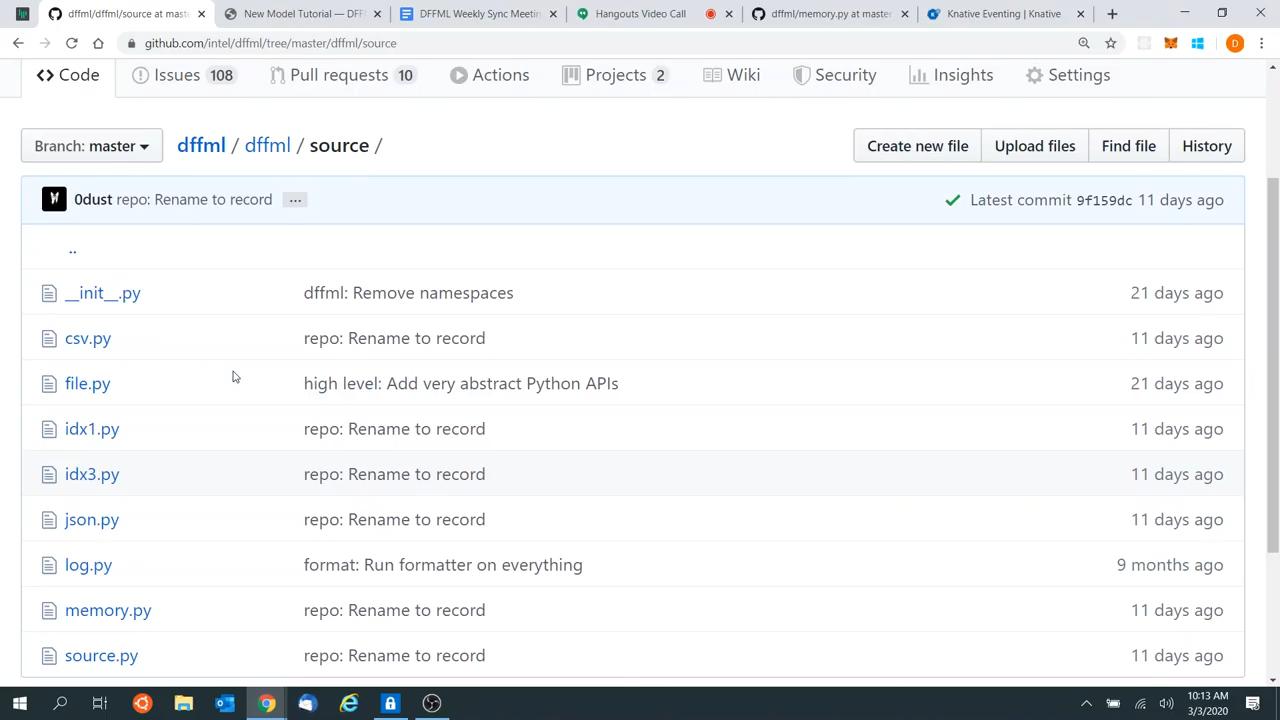 dffml/dffml/source at maste
New Model Tutorial — DFF
DFFML Weekly Sync Meetin
Hangouts Video Call
dffml/memory.py at master
Knative Eventing | Knative
github.com/intel/dffml/tree/master/dffml/source
D
Code
Issues 108
Pull requests 10
Actions
Projects 2
Wiki
Security
Insights
Settings
Branch: master
dffml / dffml / source /
Create new file
Upload files
Find file
History
0dust repo: Rename to record ...
Latest commit 9f159dc 11 days ago
..
__init__.py dffml: Remove namespaces 21 days ago
csv.py repo: Rename to record 11 days ago
file.py high level: Add very abstract Python APIs 21 days ago
idx1.py repo: Rename to record 11 days ago
idx3.py repo: Rename to record 11 days ago
json.py repo: Rename to record 11 days ago
log.py format: Run formatter on everything 9 months ago
memory.py repo: Rename to record 11 days ago
source.py repo: Rename to record 11 days ago
10:13 AM
3/3/2020